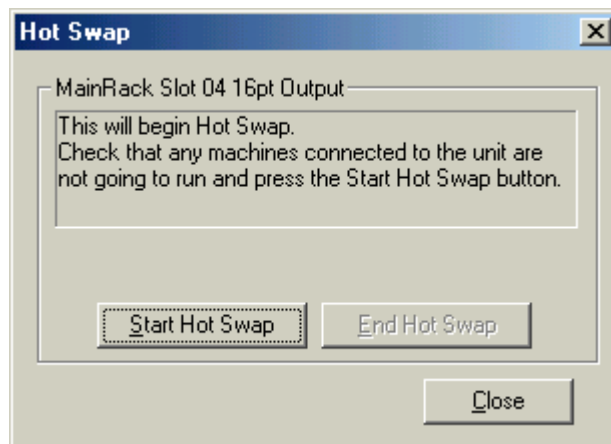 Hot Swap
MainRack Slot 04 16pt Output
This will begin Hot Swap.
Check that any machines connected to the unit are
not going to run and press the Start Hot Swap button.
Start Hot Swap
End Hot Swap
Close